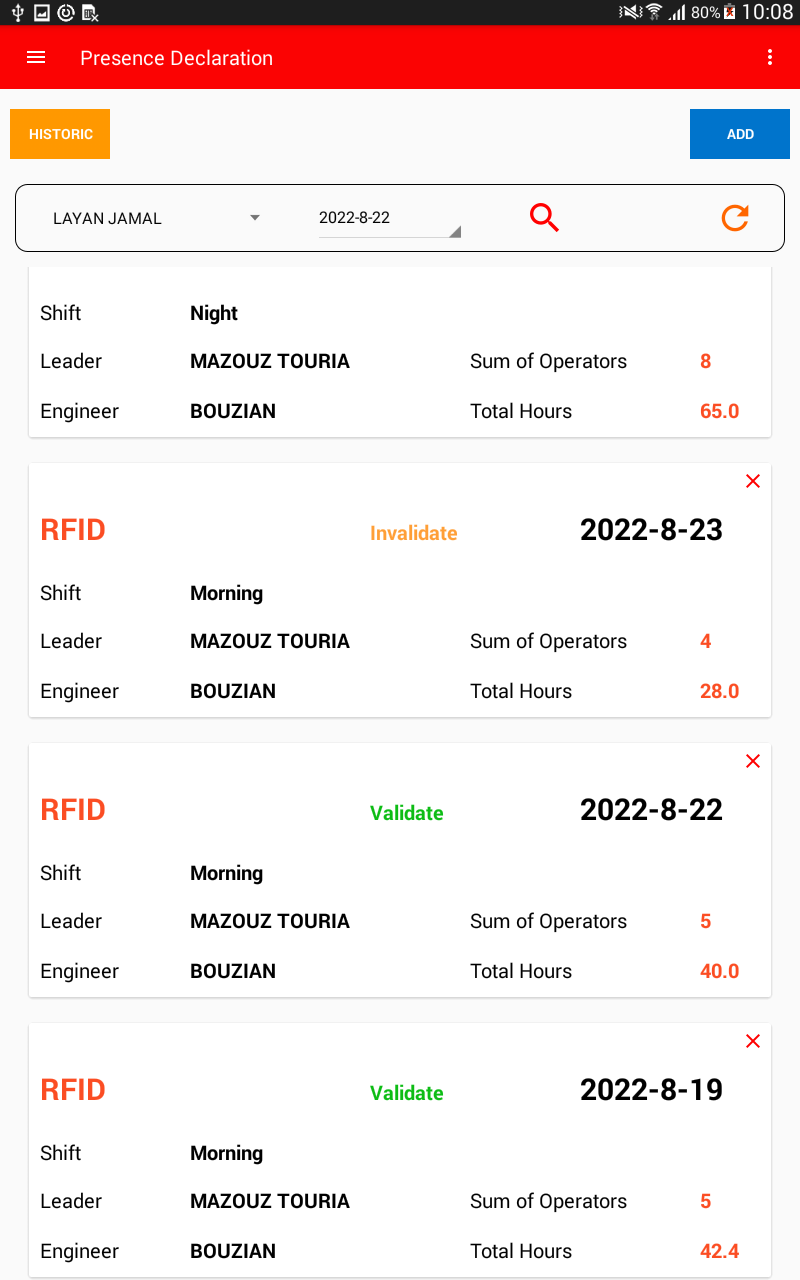 80% 10:08
Presence Declaration
HISTORIC ADD
LAYAN JAMAL 2022-8-22
Shift Night
Leader MAZOUZ TOURIA Sum of Operators 8
Engineer BOUZIAN Total Hours 65.0
RFID Invalidate 2022-8-23
Shift Morning
Leader MAZOUZ TOURIA Sum of Operators 4
Engineer BOUZIAN Total Hours 28.0
RFID Validate 2022-8-22
Shift Morning
Leader MAZOUZ TOURIA Sum of Operators 5
Engineer BOUZIAN Total Hours 40.0
RFID Validate 2022-8-19
Shift Morning
Leader MAZOUZ TOURIA Sum of Operators 5
Engineer BOUZIAN Total Hours 42.4